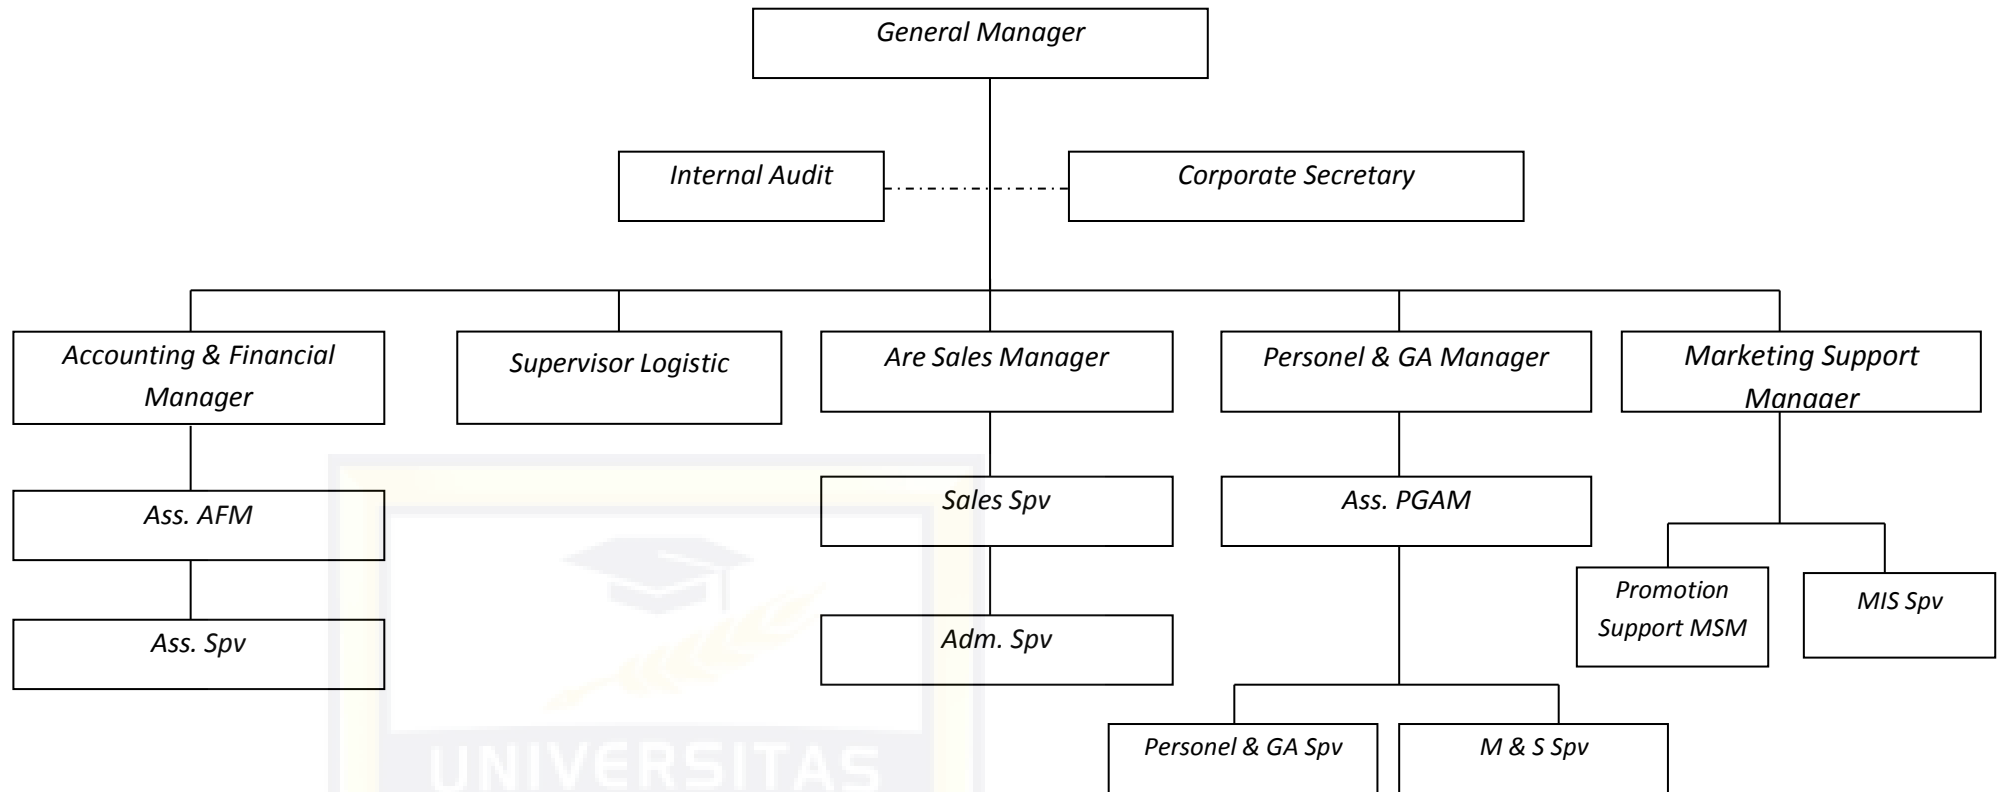 General Manager
Internal Audit
Corporate Secretary
Accounting & Financial
Manager
Supervisor Logistic
Are Sales Manager
Personel & GA Manager
Marketing Support
Manager
Ass. AFM
Sales Spv
Ass. PGAM
Promotion
Support MSM
MIS Spv
Ass. Spv
Adm. Spv
Personel & GA Spv
M & S Spv
UNIVERSITAS